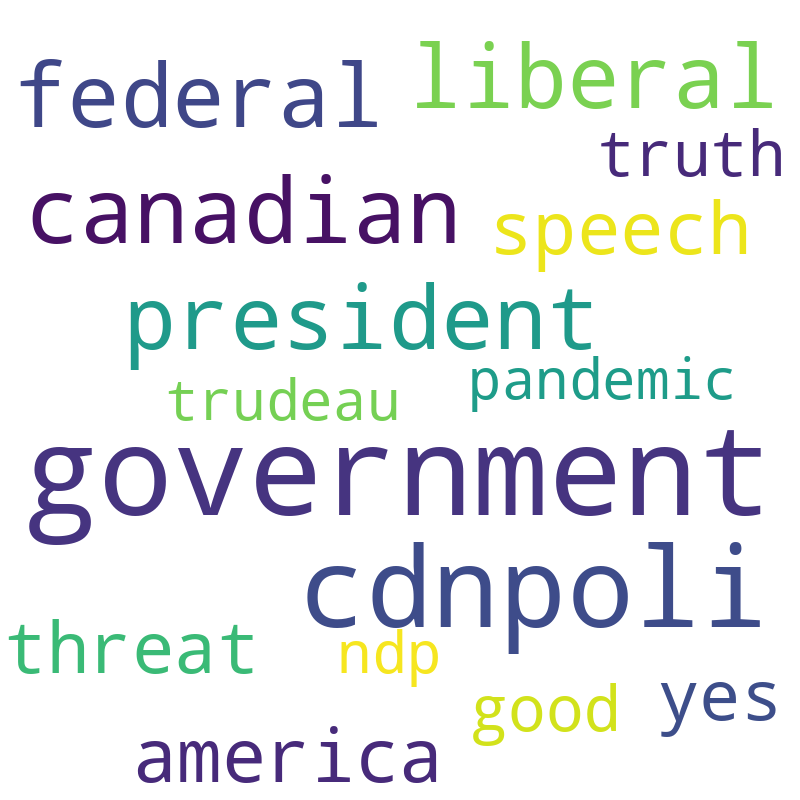 federal liberal
truth
canadian speech
president
pandemic
trudeau
government
cdnpoli
threat ndp
good yes
america